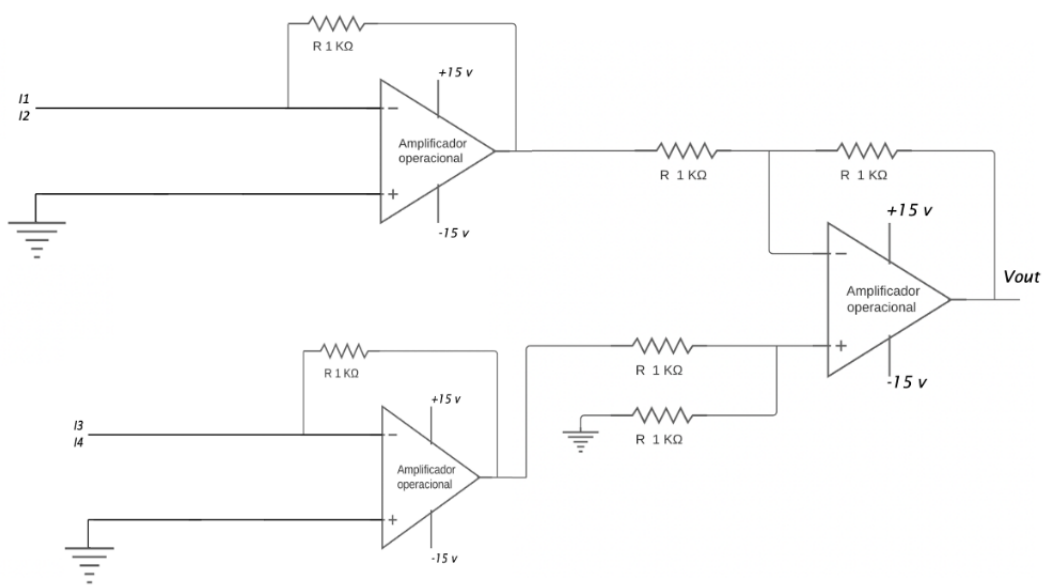 R 1 KΩ
+15 v
I1
I2
Amplificador
operacional
−
+
-15 v
R 1 KΩ
R 1 KΩ
+15 v
Vout
Amplificador
operacional
−
+
-15 v
R 1 KΩ
R 1 KΩ
R 1 KΩ
+15 v
I3
I4
Amplificador
operacional
−
+
-15 v